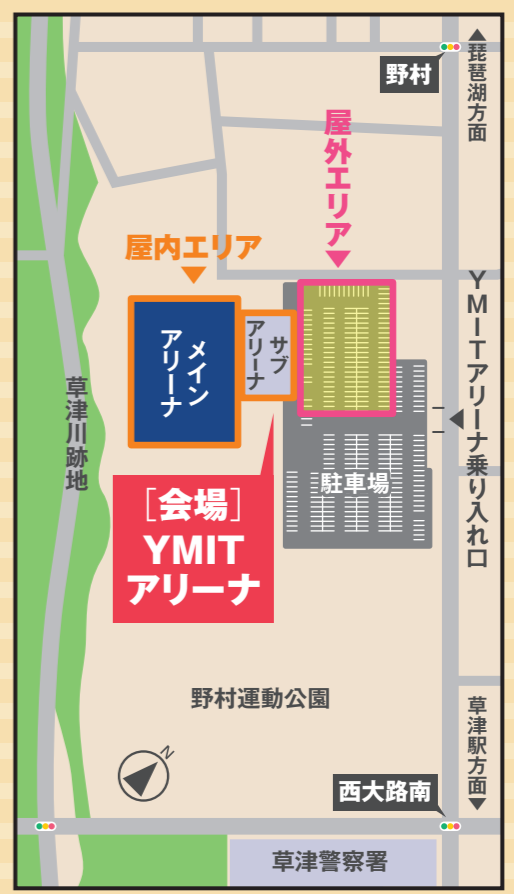 ▲琵琶湖方面
野村
屋外エリア▼
屋内エリア
▼
メイン
アリーナ
サブ
アリーナ
YMITアリーナ乗り入れ口
◀
草津川跡地
駐車場
［会場］
YMIT
アリーナ
野村運動公園
N
草津駅方面▼
西大路南
草津警察署